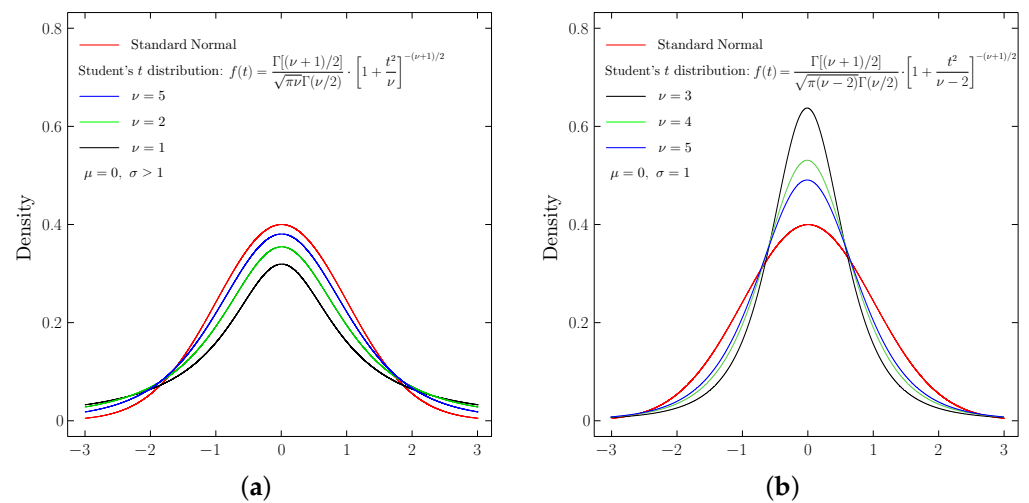 0.8
0.6
0.4
0.2
0
Density
Standard Normal
Student's t distribution: f(t) = Γ[(ν + 1)/2] / √(πν)Γ(ν/2) · [1 + t²/ν]^−(ν+1)/2
ν = 5
ν = 2
ν = 1
μ = 0, σ > 1
−3 −2 −1 0 1 2 3
(a)
0.8
0.6
0.4
0.2
0
Density
Standard Normal
Student's t distribution: f(t) = Γ[(ν + 1)/2] / √(π(ν − 2))Γ(ν/2) · [1 + t²/(ν − 2)]^−(ν+1)/2
ν = 3
ν = 4
ν = 5
μ = 0, σ = 1
−3 −2 −1 0 1 2 3
(b)